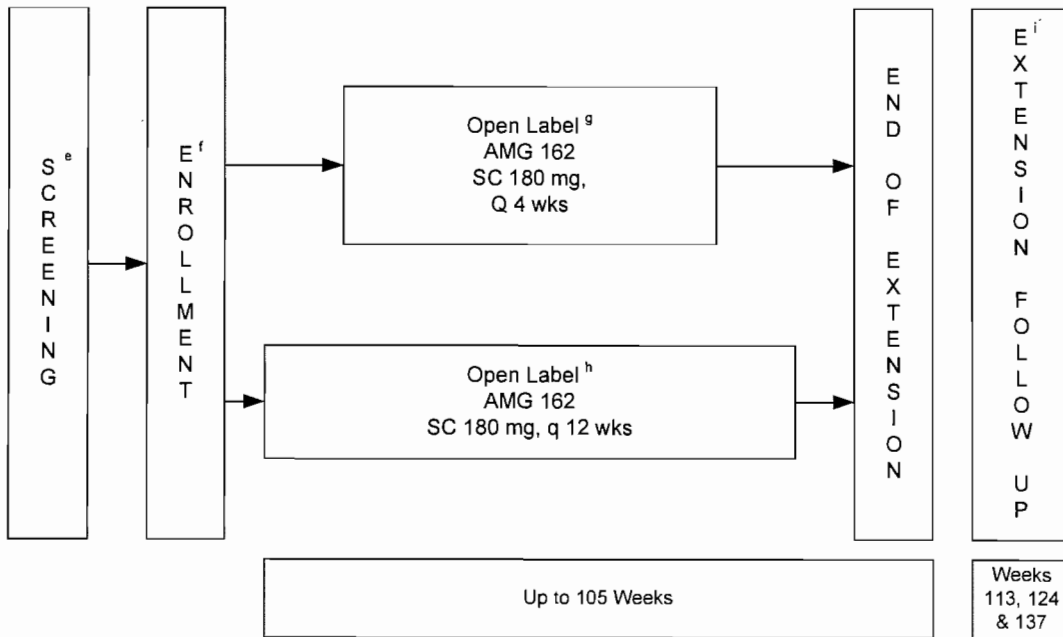 SCREENING e
ENROLLMENT f
Open Label g
AMG 162
SC 180 mg,
Q 4 wks
Open Label h
AMG 162
SC 180 mg, q 12 wks
END OF EXTENSION
EXTENSION FOLLOW UP i
Up to 105 Weeks
Weeks
113, 124
& 137